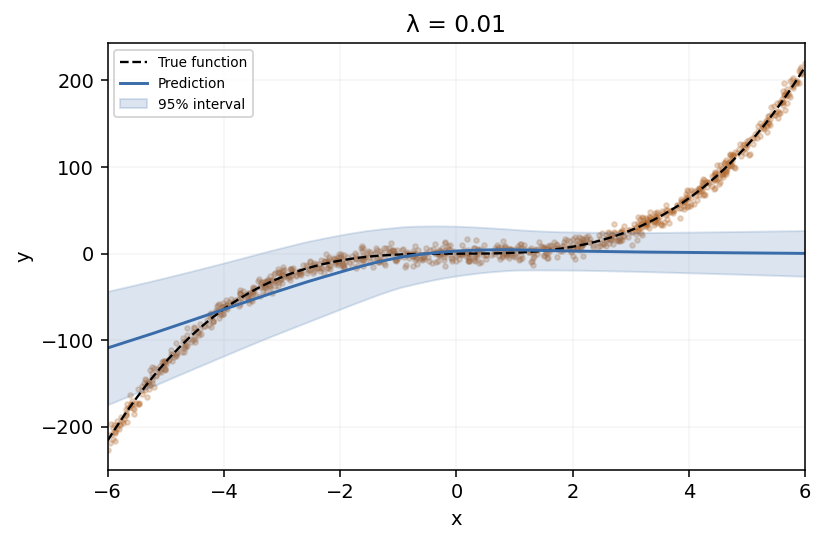 λ = 0.01
True function
Prediction
95% interval
y
200
100
0
−100
−200
−6
−4
−2
0
2
4
6
x